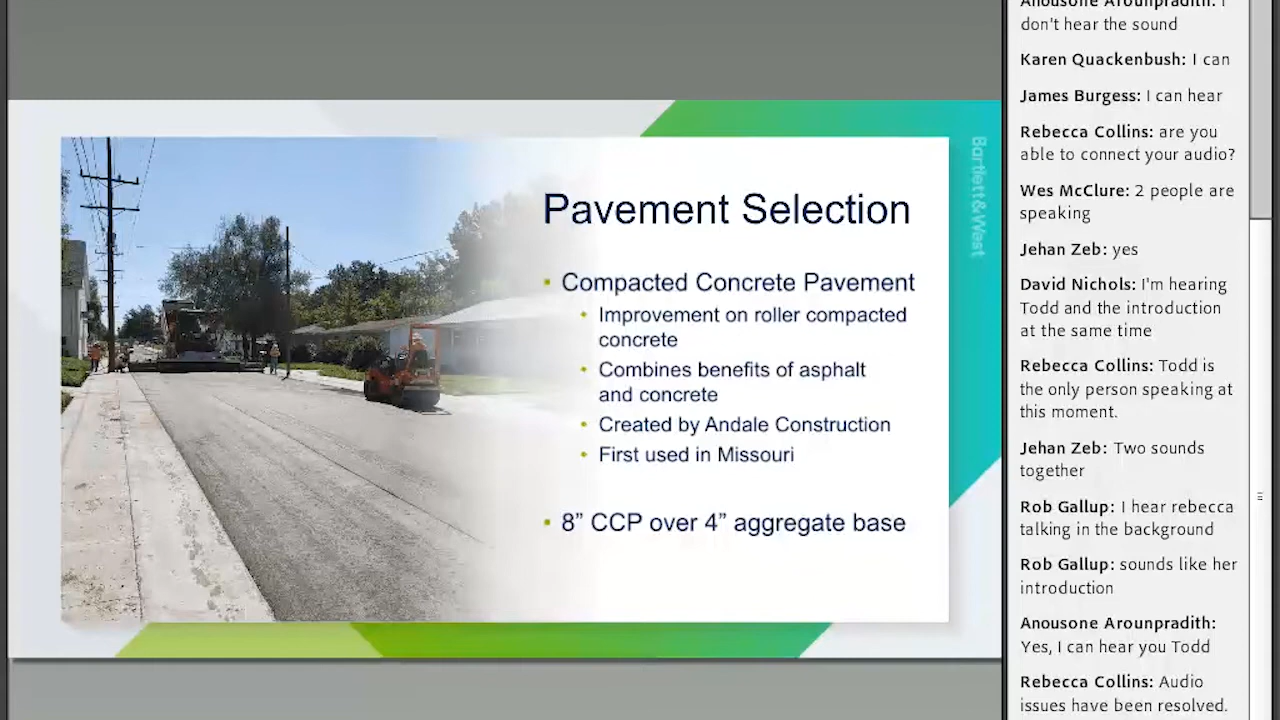 Pavement Selection
• Compacted Concrete Pavement
• Improvement on roller compacted
concrete
• Combines benefits of asphalt
and concrete
• Created by Andale Construction
• First used in Missouri
• 8” CCP over 4” aggregate base
Bartlett&West
Anousone Arounpradith: I
don't hear the sound
Karen Quackenbush: I can
James Burgess: I can hear
Rebecca Collins: are you
able to connect your audio?
Wes McClure: 2 people are
speaking
Jehan Zeb: yes
David Nichols: I'm hearing
Todd and the introduction
at the same time
Rebecca Collins: Todd is
the only person speaking at
this moment.
Jehan Zeb: Two sounds
together
Rob Gallup: I hear rebecca
talking in the background
Rob Gallup: sounds like her
introduction
Anousone Arounpradith:
Yes, I can hear you Todd
Rebecca Collins: Audio
issues have been resolved.